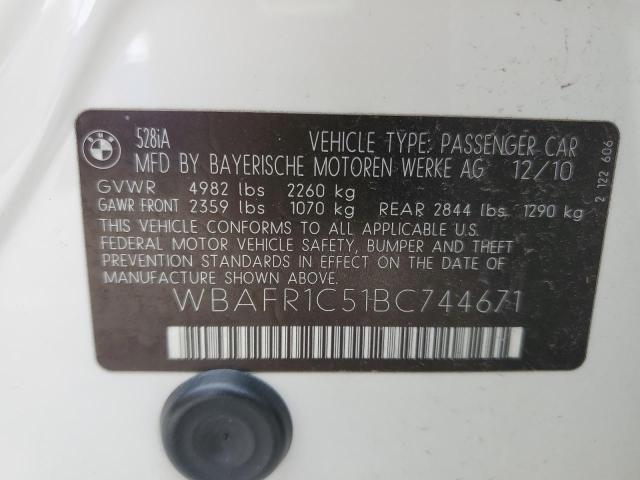 BMW
528iA VEHICLE TYPE: PASSENGER CAR
MFD BY BAYERISCHE MOTOREN WERKE AG 12/10
GVWR 4982 lbs 2260 kg
GAWR FRONT 2359 lbs 1070 kg REAR 2844 lbs. 1290 kg
THIS VEHICLE CONFORMS TO ALL APPLICABLE U.S.
FEDERAL MOTOR VEHICLE SAFETY, BUMPER AND THEFT
PREVENTION STANDARDS IN EFFECT ON THE DATE OF
MANUFACTURE SHOWN ABOVE.
WBAFR1C51BC744671
2 122 606